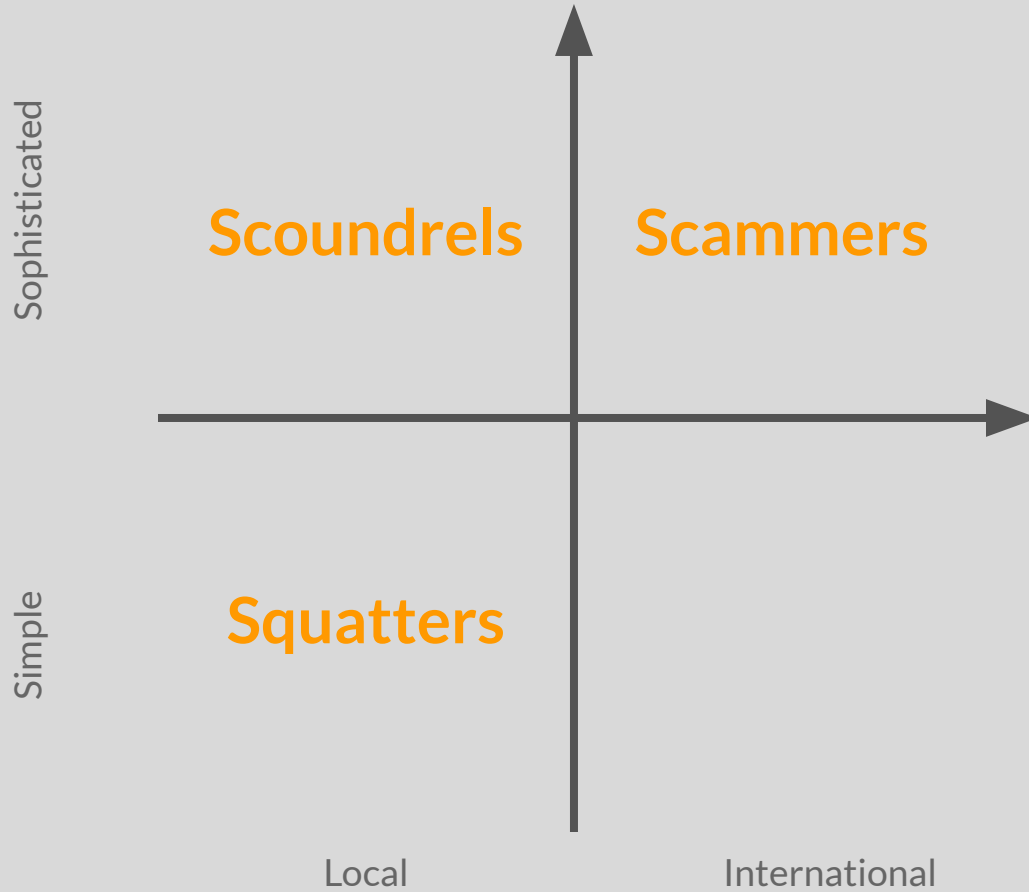 Sophisticated
Scoundrels
Scammers
Simple
Squatters
Local
International